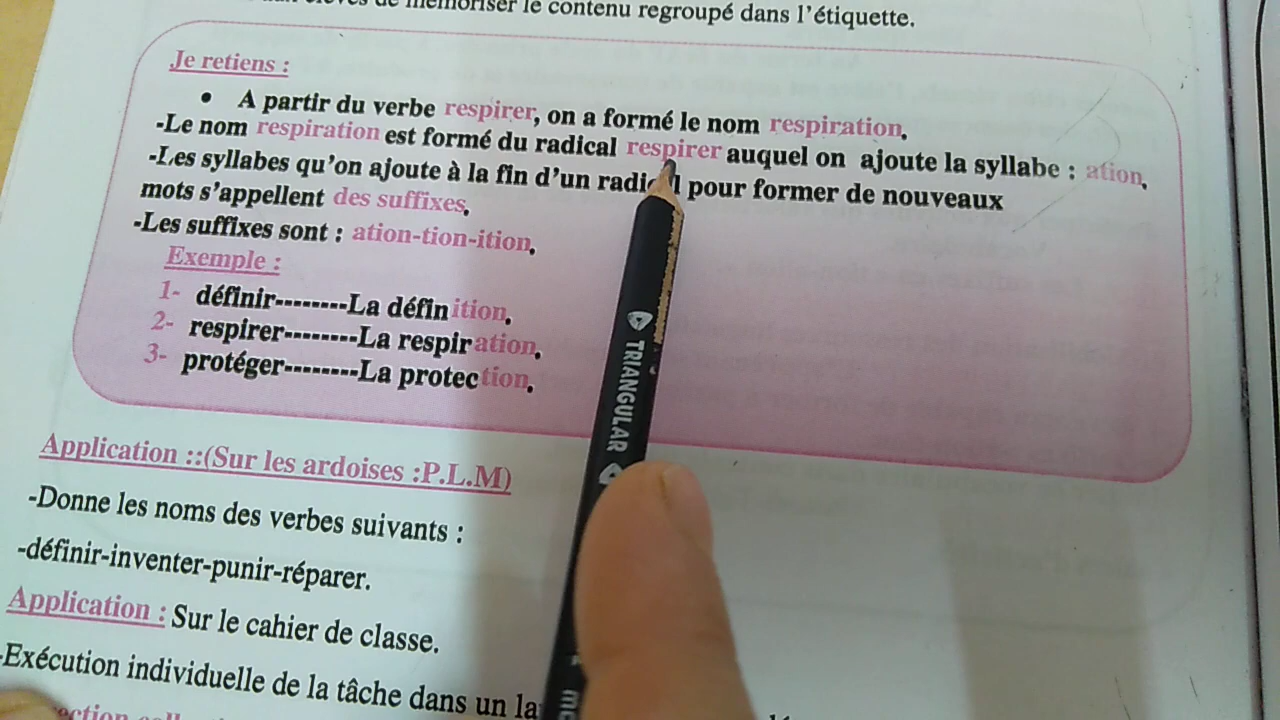 de mémoriser le contenu regroupé dans l'étiquette.
Je retiens :
• A partir du verbe respirer, on a formé le nom respiration.
-Le nom respiration est formé du radical respirer auquel on ajoute la syllabe : ation.
-Les syllabes qu'on ajoute à la fin d'un radical pour former de nouveaux
mots s'appellent des suffixes.
-Les suffixes sont : ation-tion-ition.
Exemple :
1- définir--------La définition.
2- respirer--------La respiration.
3- protéger--------La protection.
Application ::(Sur les ardoises :P.L.M)
-Donne les noms des verbes suivants :
-définir-inventer-punir-réparer.
Application : Sur le cahier de classe.
-Exécution individuelle de la tâche dans un
TRIANGULAR